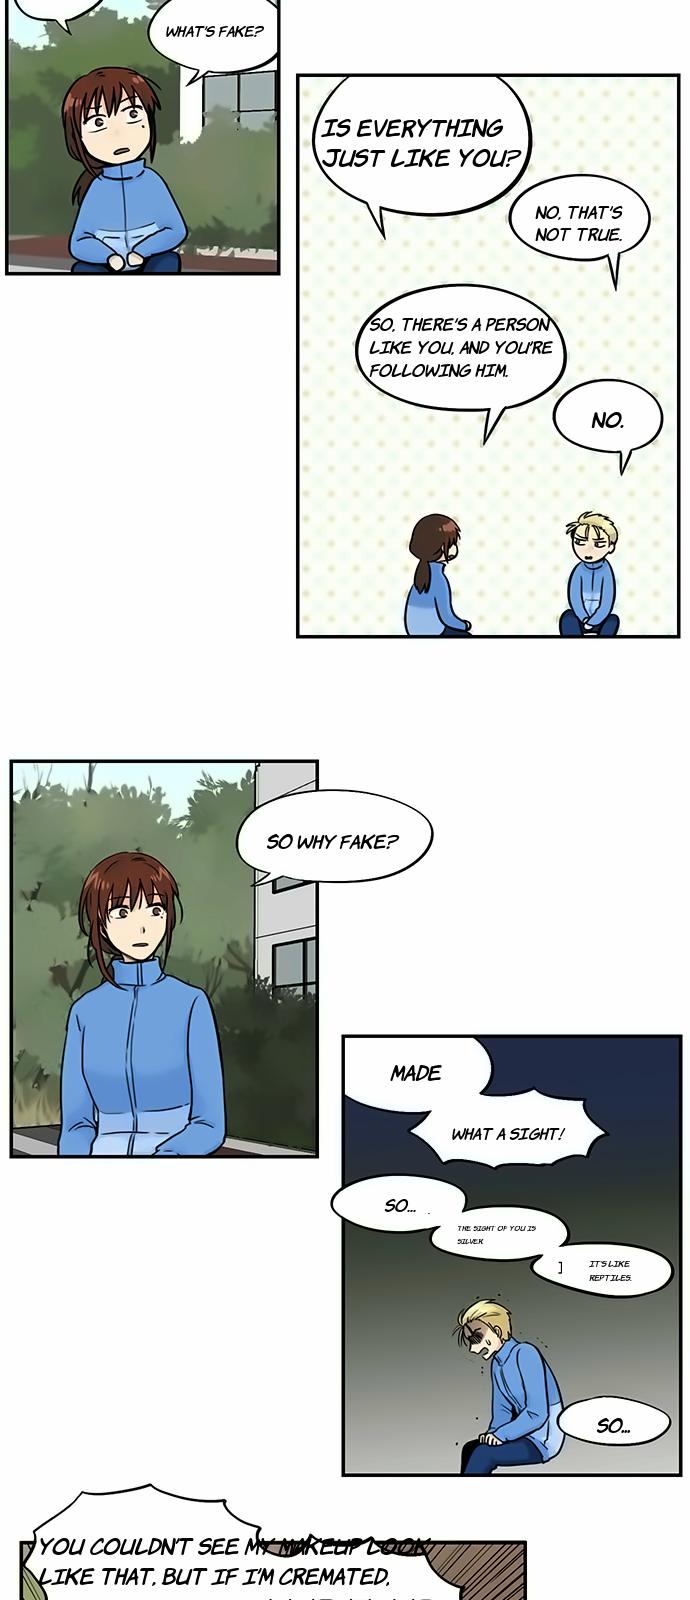 WHAT'S FAKE?
IS EVERYTHING
JUST LIKE YOU?
NO, THAT'S
NOT TRUE.
SO, THERE'S A PERSON
LIKE YOU, AND YOU'RE
FOLLOWING HIM.
NO.
SO WHY FAKE?
MADE
WHAT A SIGHT!
SO...
THE SIGHT OF YOU IS
SILVER.
]
IT'S LIKE
REPTILES.
SO...
YOU COULDN'T SEE MY MAKEUP LOOK
LIKE THAT, BUT IF I'M CREMATED,